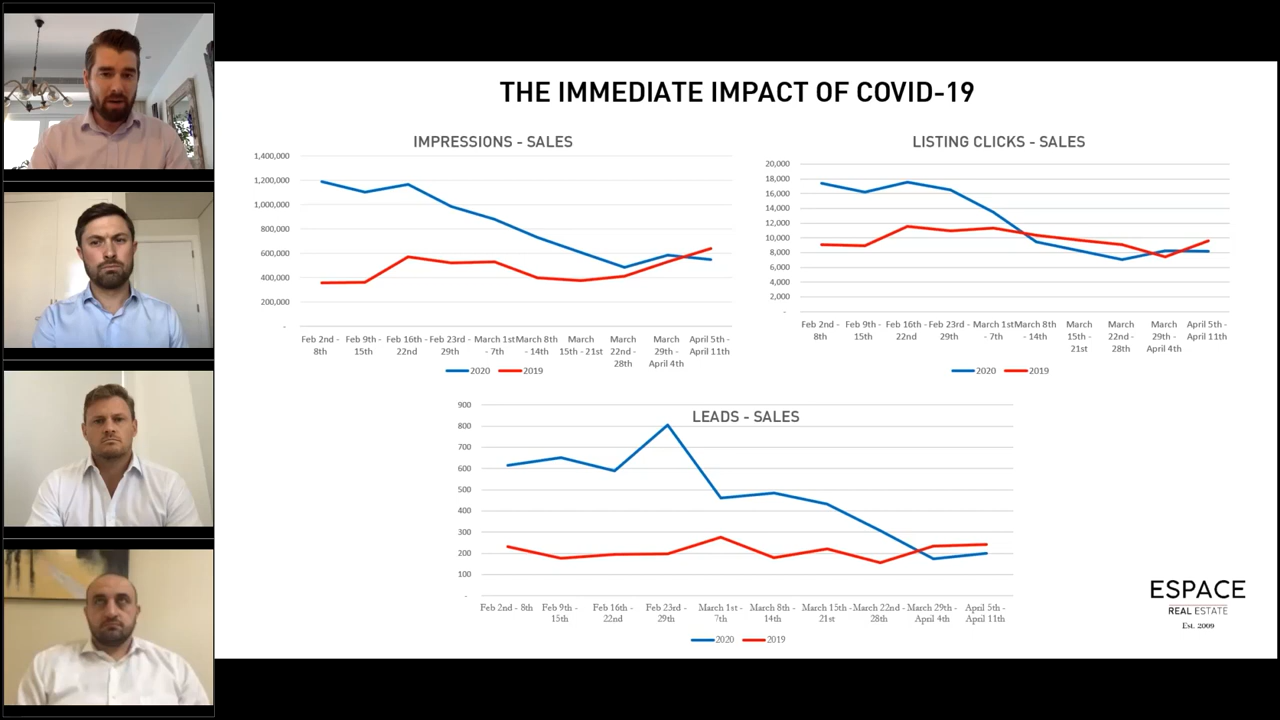 THE IMMEDIATE IMPACT OF COVID-19
IMPRESSIONS - SALES
1,400,000
1,200,000
1,000,000
800,000
600,000
400,000
200,000
-
Feb 2nd - Feb 9th - Feb 16th - Feb 23rd - March 1st March 8th March March March April 5th -
8th 15th 22nd 29th - 7th - 14th 15th - 21st 22nd - 29th - April 11th
28th April 4th
2020 2019
LISTING CLICKS - SALES
20,000
18,000
16,000
14,000
12,000
10,000
8,000
6,000
4,000
2,000
-
Feb 2nd - Feb 9th - Feb 16th - Feb 23rd - March 1st March 8th March March March April 5th -
8th 15th 22nd 29th - 7th - 14th 15th - 22nd - 29th - April 11th
21st 28th April 4th
2020 2019
LEADS - SALES
900
800
700
600
500
400
300
200
100
-
Feb 2nd - 8th Feb 9th - Feb 16th - Feb 23rd - March 1st - March 8th - March 15th - March 22nd - March 29th - April 5th -
15th 22nd 29th 7th 14th 21st 28th April 4th April 11th
2020 2019
ESPACE
REAL ESTATE
Est. 2009